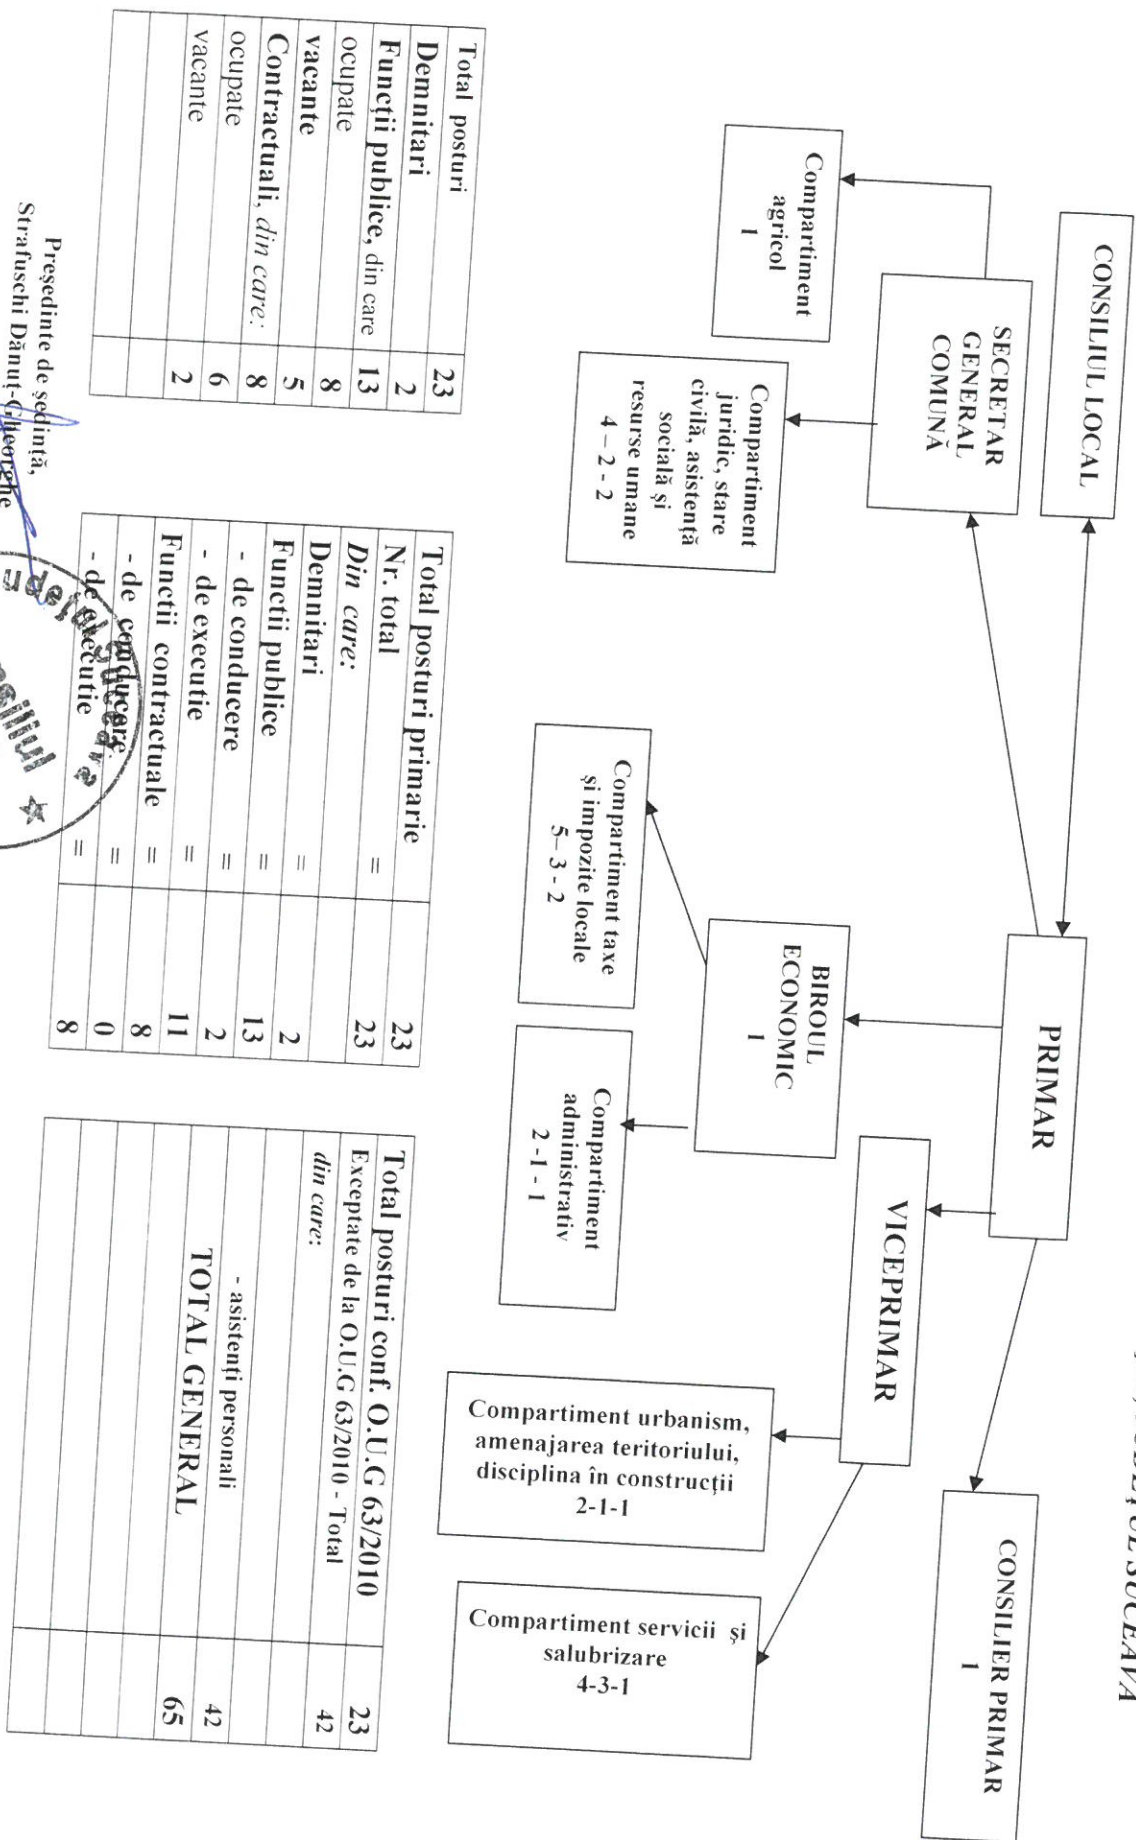 JUDEȚUL SUCEAVA
CONSILIUL LOCAL
PRIMAR
CONSILIER PRIMAR
1
SECRETAR
GENERAL
COMUNĂ
VICEPRIMAR
BIROUL
ECONOMIC
1
Compartiment
agricol
1
Compartiment
juridic, stare
civilă, asistență
socială și
resurse umane
4 – 2 - 2
Compartiment taxe
și impozite locale
5– 3 - 2
Compartiment
administrativ
2 -1 - 1
Compartiment urbanism,
amenajarea teritoriului,
disciplina în construcții
2-1-1
Compartiment servicii și
salubrizare
4-3-1
Total posturi 23
Demnitari 2
Funcții publice, din care 13
ocupate 8
vacante 5
Contractuali, din care: 8
ocupate 6
vacante 2
Total posturi primarie 23
Nr. total = 23
Din care:
Demnitari = 2
Functii publice = 13
- de conducere = 2
- de executie = 11
Functii contractuale = 8
- de conducere = 0
- de executie = 8
Total posturi conf. O.U.G 63/2010 23
Exceptate de la O.U.G 63/2010 - Total 42
din care:
- asistenți personali 42
TOTAL GENERAL 65
Președinte de ședință,
Strafuschi Dănuț-Gheorghe